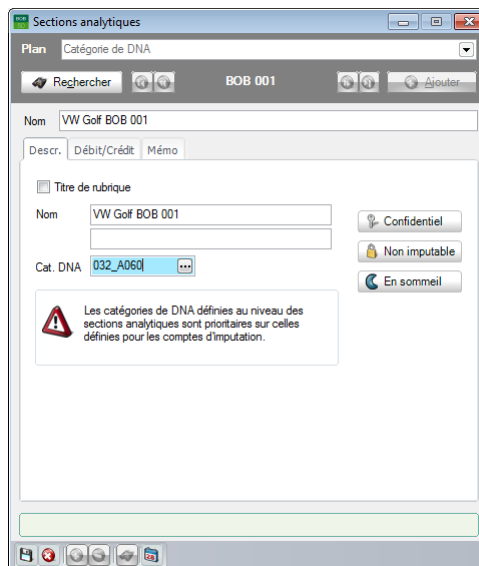 Sections analytiques
Plan Catégorie de DNA
Rechercher BOB 001 Ajouter
Nom VW Golf BOB 001
Descr. Débit/Crédit Mémo
Titre de rubrique
Nom VW Golf BOB 001 Confidentiel
Non imputable
Cat. DNA 032_A060 ... En sommeil
Les catégories de DNA définies au niveau des
sections analytiques sont prioritaires sur celles
définies pour les comptes d'imputation.